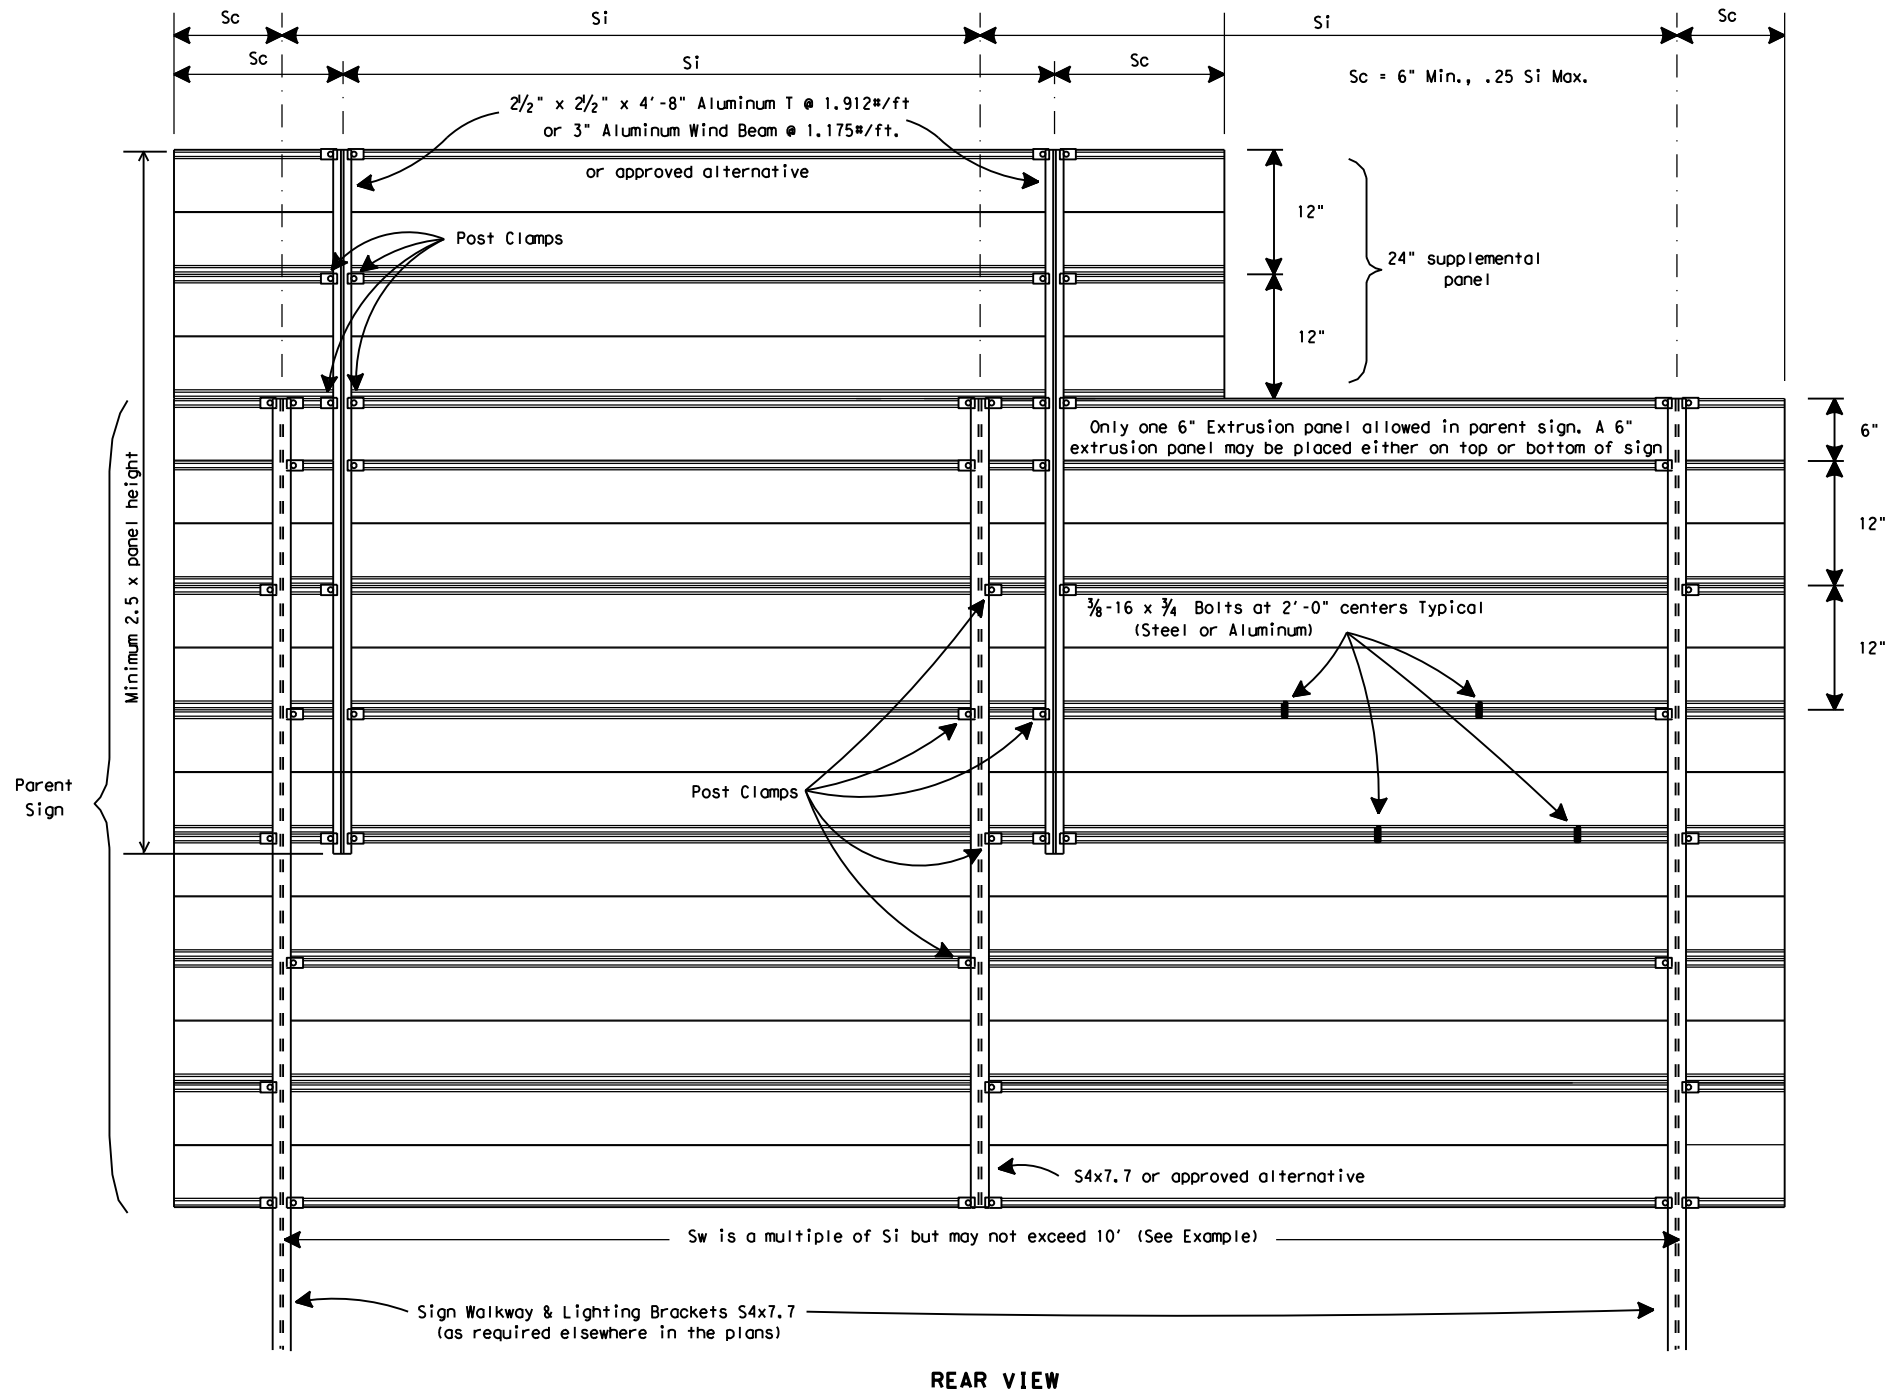 Sc
Si
Si
Sc
Sc
Si
Sc
Sc = 6" Min., .25 Si Max.
2 1/2" x 2 1/2" x 4'-8" Aluminum T @ 1.912#/ft
or 3" Aluminum Wind Beam @ 1.175#/ft.
or approved alternative
12"
Post Clamps
24" supplemental
panel
12"
Only one 6" Extrusion panel allowed in parent sign. A 6"
extrusion panel may be placed either on top or bottom of sign
6"
12"
Minimum 2.5 x panel height
3/8-16 x 3/4 Bolts at 2'-0" centers Typical
(Steel or Aluminum)
12"
Parent
Sign
Post Clamps
S4x7.7 or approved alternative
Sw is a multiple of Si but may not exceed 10' (See Example)
Sign Walkway & Lighting Brackets S4x7.7
(as required elsewhere in the plans)
REAR VIEW